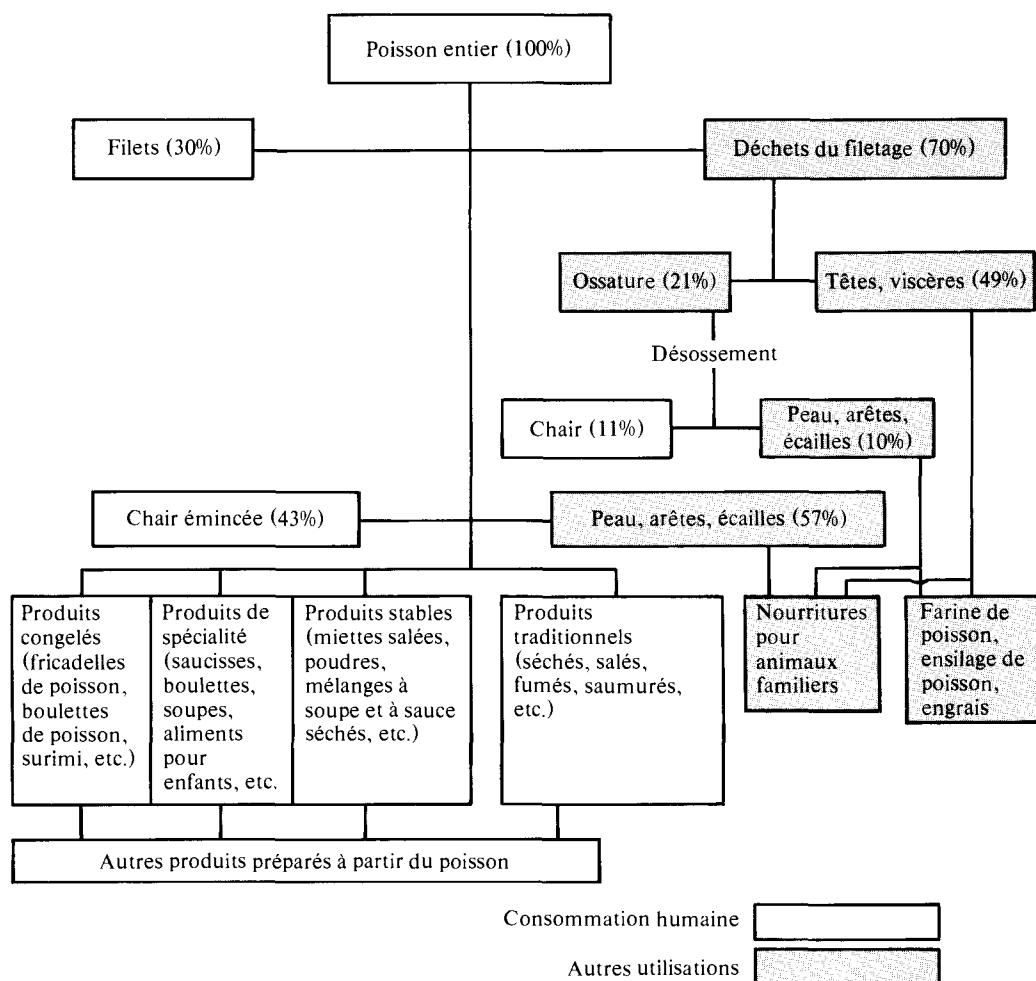 Poisson entier (100%)
Filets (30%)
Déchets du filetage (70%)
Ossature (21%)
Têtes, viscères (49%)
Désossement
Chair (11%)
Peau, arêtes,
écailles (10%)
Chair émincée (43%)
Peau, arêtes, écailles (57%)
Produits
congelés
(fricadelles
de poisson,
boulettes
de poisson,
surimi, etc.)
Produits de
spécialité
(saucisses,
boulettes,
soupes,
aliments
pour
enfants, etc.
Produits stables
(miettes salées,
poudres,
mélanges à
soupe et à sauce
séchés, etc.)
Produits
traditionnels
(séchés, salés,
fumés, saumurés,
etc.)
Nourritures
pour
animaux
familiers
Farine de
poisson,
ensilage de
poisson,
engrais
Autres produits préparés à partir du poisson
Consommation humaine
Autres utilisations